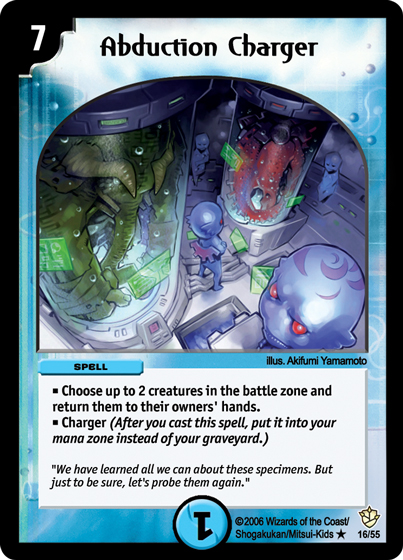 7
Abduction Charger
illus. Akifumi Yamamoto
SPELL
▪ Choose up to 2 creatures in the battle zone and
return them to their owners' hands.
▪ Charger (After you cast this spell, put it into your
mana zone instead of your graveyard.)
"We have learned all we can about these specimens. But
just to be sure, let's probe them again."
1
©2006 Wizards of the Coast/
Shogakukan/Mitsui-Kids ★ 16/55